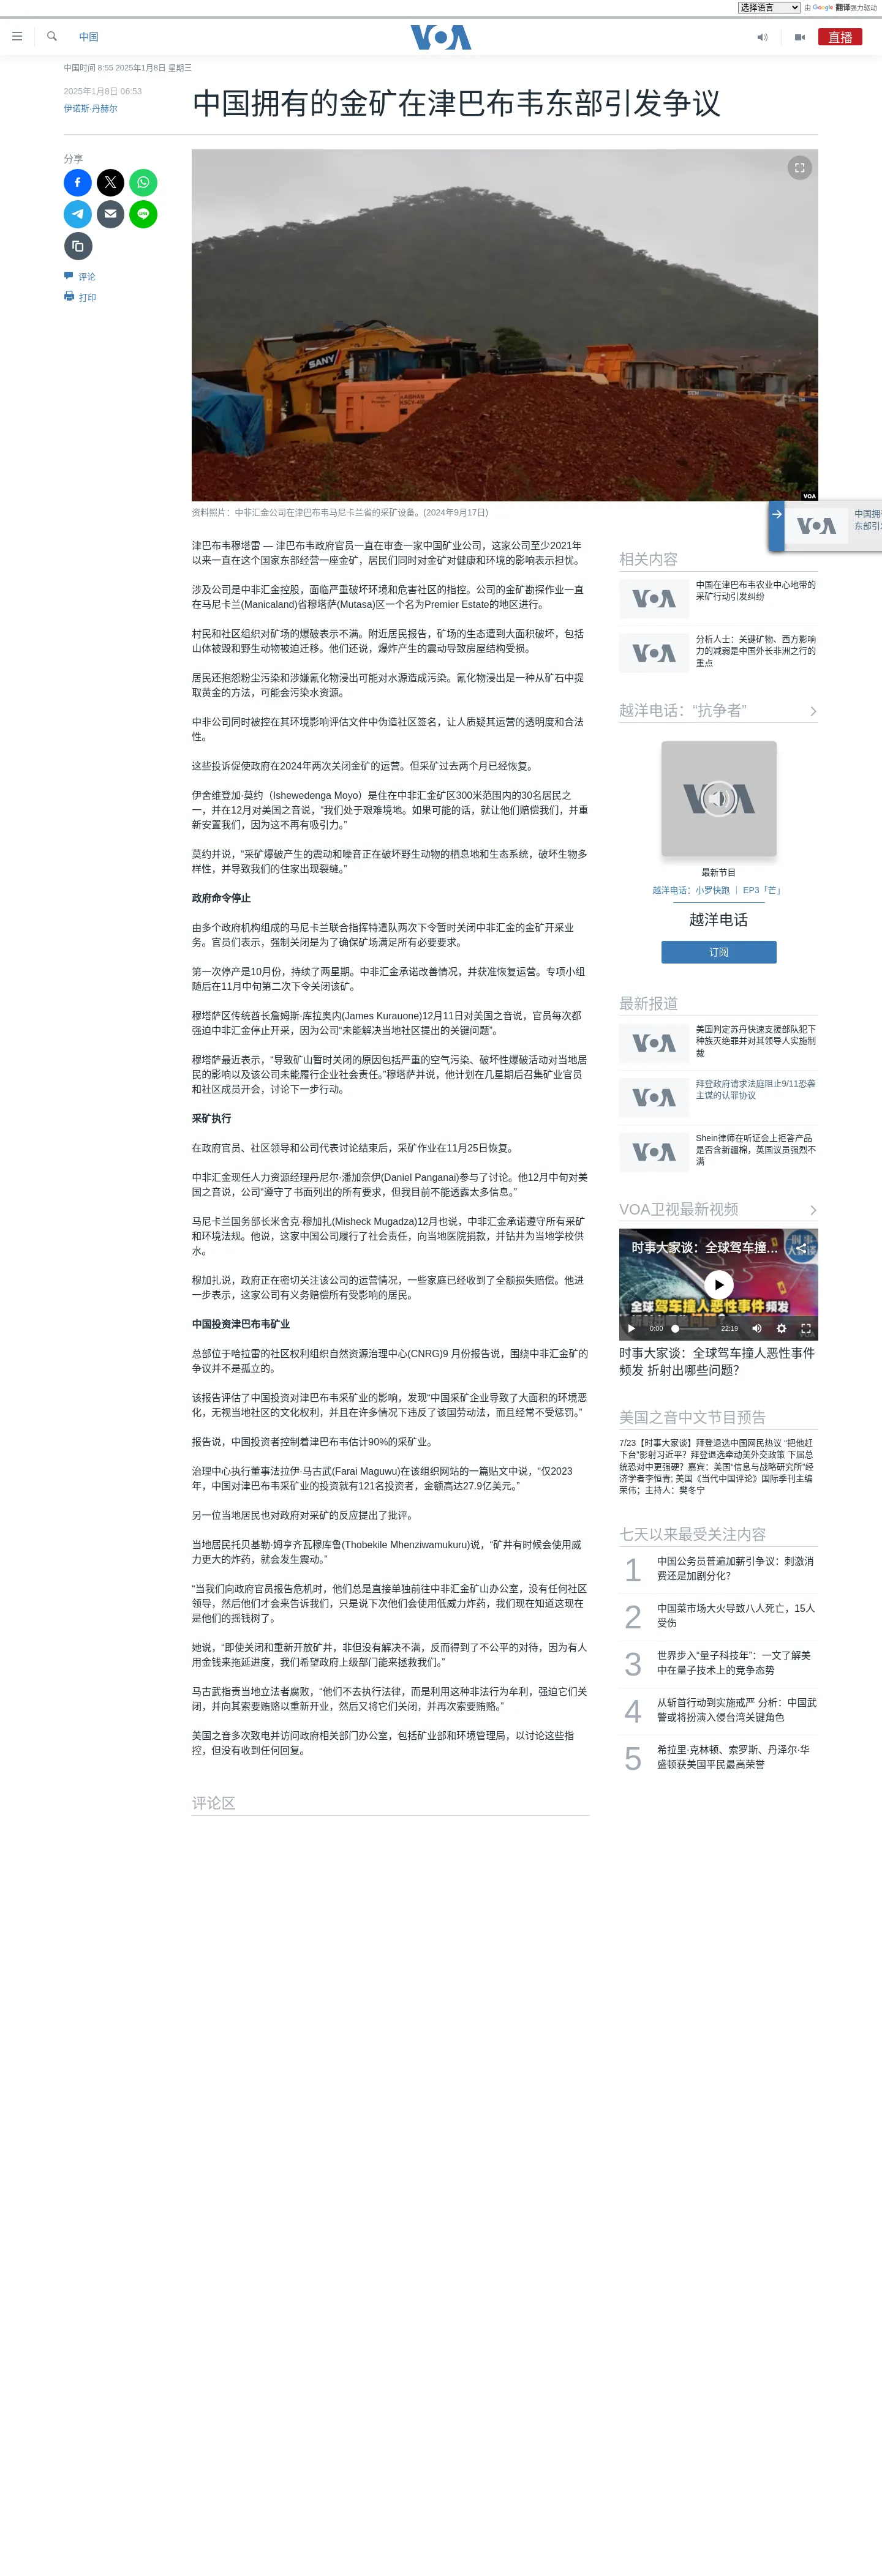 选择语言 由 Google 翻译强力驱动
中国
VOA
直播
中国时间 8:55 2025年1月8日 星期三
2025年1月8日 06:53
伊诺斯·丹赫尔
中国拥有的金矿在津巴布韦东部引发争议
分享
评论
打印
SANY
VOA
资料照片：中非汇金公司在津巴布韦马尼卡兰省的采矿设备。(2024年9月17日)
VOA
中国拥
东部引
津巴布韦穆塔雷 — 津巴布韦政府官员一直在审查一家中国矿业公司，这家公司至少2021年
以来一直在这个国家东部经营一座金矿，居民们同时对金矿对健康和环境的影响表示担忧。
涉及公司是中非汇金控股，面临严重破坏环境和危害社区的指控。公司的金矿勘探作业一直
在马尼卡兰(Manicaland)省穆塔萨(Mutasa)区一个名为Premier Estate的地区进行。
村民和社区组织对矿场的爆破表示不满。附近居民报告，矿场的生态遭到大面积破坏，包括
山体被毁和野生动物被迫迁移。他们还说，爆炸产生的震动导致房屋结构受损。
居民还抱怨粉尘污染和涉嫌氰化物浸出可能对水源造成污染。氰化物浸出是一种从矿石中提
取黄金的方法，可能会污染水资源。
中非公司同时被控在其环境影响评估文件中伪造社区签名，让人质疑其运营的透明度和合法
性。
这些投诉促使政府在2024年两次关闭金矿的运营。但采矿过去两个月已经恢复。
伊舍维登加·莫约（Ishewedenga Moyo）是住在中非汇金矿区300米范围内的30名居民之
一，并在12月对美国之音说，“我们处于艰难境地。如果可能的话，就让他们赔偿我们，并重
新安置我们，因为这不再有吸引力。”
莫约并说，“采矿爆破产生的震动和噪音正在破坏野生动物的栖息地和生态系统，破坏生物多
样性，并导致我们的住家出现裂缝。”
政府命令停止
由多个政府机构组成的马尼卡兰联合指挥特遣队两次下令暂时关闭中非汇金的金矿开采业
务。官员们表示，强制关闭是为了确保矿场满足所有必要要求。
第一次停产是10月份，持续了两星期。中非汇金承诺改善情况，并获准恢复运营。专项小组
随后在11月中旬第二次下令关闭该矿。
穆塔萨区传统酋长詹姆斯·库拉奥内(James Kurauone)12月11日对美国之音说，官员每次都
强迫中非汇金停止开采，因为公司“未能解决当地社区提出的关键问题”。
穆塔萨最近表示，“导致矿山暂时关闭的原因包括严重的空气污染、破坏性爆破活动对当地居
民的影响以及该公司未能履行企业社会责任。”穆塔萨并说，他计划在几星期后召集矿业官员
和社区成员开会，讨论下一步行动。
采矿执行
在政府官员、社区领导和公司代表讨论结束后，采矿作业在11月25日恢复。
中非汇金现任人力资源经理丹尼尔·潘加奈伊(Daniel Panganai)参与了讨论。他12月中旬对美
国之音说，公司“遵守了书面列出的所有要求，但我目前不能透露太多信息。”
马尼卡兰国务部长米舍克·穆加扎(Misheck Mugadza)12月也说，中非汇金承诺遵守所有采矿
和环境法规。他说，这家中国公司履行了社会责任，向当地医院捐款，并钻井为当地学校供
水。
穆加扎说，政府正在密切关注该公司的运营情况，一些家庭已经收到了全额损失赔偿。他进
一步表示，这家公司有义务赔偿所有受影响的居民。
中国投资津巴布韦矿业
总部位于哈拉雷的社区权利组织自然资源治理中心(CNRG)9 月份报告说，围绕中非汇金矿的
争议并不是孤立的。
该报告评估了中国投资对津巴布韦采矿业的影响，发现“中国采矿企业导致了大面积的环境恶
化，无视当地社区的文化权利，并且在许多情况下违反了该国劳动法，而且经常不受惩罚。”
报告说，中国投资者控制着津巴布韦估计90%的采矿业。
治理中心执行董事法拉伊·马古武(Farai Maguwu)在该组织网站的一篇贴文中说，“仅2023
年，中国对津巴布韦采矿业的投资就有121名投资者，金额高达27.9亿美元。”
另一位当地居民也对政府对采矿的反应提出了批评。
当地居民托贝基勒·姆亨齐瓦穆库鲁(Thobekile Mhenziwamukuru)说，“矿井有时候会使用威
力更大的炸药，就会发生震动。”
“当我们向政府官员报告危机时，他们总是直接单独前往中非汇金矿山办公室，没有任何社区
领导，然后他们才会来告诉我们，只是说下次他们会使用低威力炸药，我们现在知道这现在
是他们的摇钱树了。
她说，“即使关闭和重新开放矿井，非但没有解决不满，反而得到了不公平的对待，因为有人
用金钱来拖延进度，我们希望政府上级部门能来拯救我们。”
马古武指责当地立法者腐败，“他们不去执行法律，而是利用这种非法行为牟利，强迫它们关
闭，并向其索要贿赂以重新开业，然后又将它们关闭，并再次索要贿赂。”
美国之音多次致电并访问政府相关部门办公室，包括矿业部和环境管理局，以讨论这些指
控，但没有收到任何回复。
评论区
相关内容
VOA
中国在津巴布韦农业中心地带的
采矿行动引发纠纷
VOA
分析人士：关键矿物、西方影响
力的减弱是中国外长非洲之行的
重点
越洋电话：“抗争者”
VOA
最新节目
越洋电话：小罗快跑 ｜ EP3「芒」
越洋电话
订阅
最新报道
VOA
美国判定苏丹快速支援部队犯下
种族灭绝罪并对其领导人实施制
裁
VOA
拜登政府请求法庭阻止9/11恐袭
主谋的认罪协议
VOA
Shein律师在听证会上拒答产品
是否含新疆棉，英国议员强烈不
满
VOA卫视最新视频
时事大家谈：全球驾车撞…
时事
大家谈
全球驾车撞人恶性事件频发
0:00 22:19
时事大家谈：全球驾车撞人恶性事件
频发 折射出哪些问题？
美国之音中文节目预告
7/23【时事大家谈】拜登退选中国网民热议 “把他赶
下台”影射习近平？拜登退选牵动美外交政策 下届总
统恐对中更强硬？嘉宾：美国“信息与战略研究所”经
济学者李恒青; 美国《当代中国评论》国际季刊主编
荣伟；主持人：樊冬宁
七天以来最受关注内容
1 中国公务员普遍加薪引争议：刺激消
费还是加剧分化？
2 中国菜市场大火导致八人死亡，15人
受伤
3 世界步入“量子科技年”：一文了解美
中在量子技术上的竞争态势
4 从斩首行动到实施戒严 分析：中国武
警或将扮演入侵台湾关键角色
5 希拉里·克林顿、索罗斯、丹泽尔·华
盛顿获美国平民最高荣誉